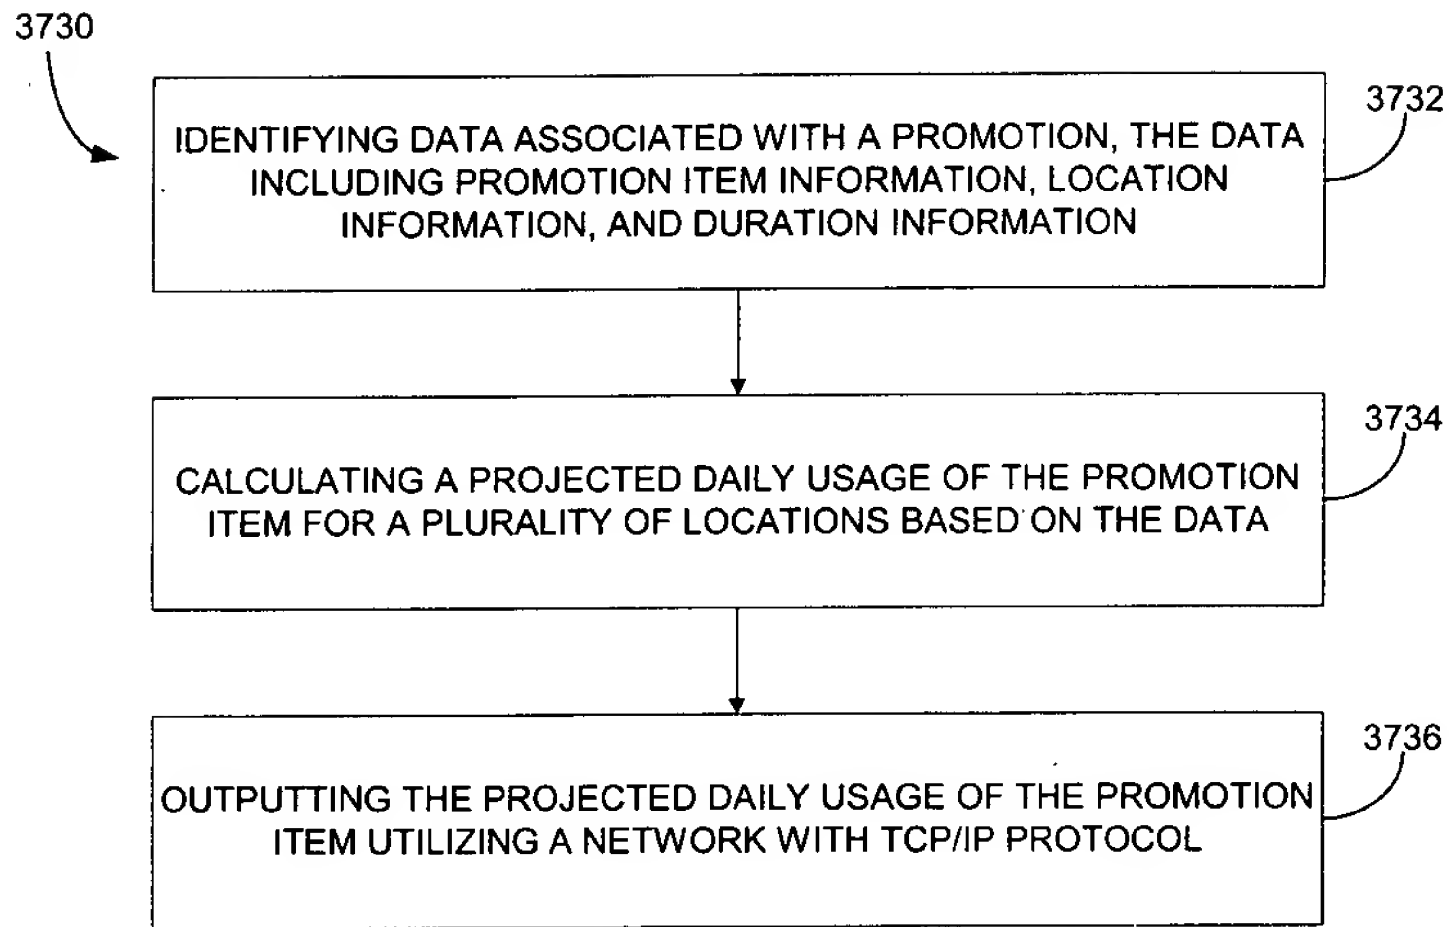 3730
3732
IDENTIFYING DATA ASSOCIATED WITH A PROMOTION, THE DATA
INCLUDING PROMOTION ITEM INFORMATION, LOCATION
INFORMATION, AND DURATION INFORMATION
3734
CALCULATING A PROJECTED DAILY USAGE OF THE PROMOTION
ITEM FOR A PLURALITY OF LOCATIONS BASED ON THE DATA
3736
OUTPUTTING THE PROJECTED DAILY USAGE OF THE PROMOTION
ITEM UTILIZING A NETWORK WITH TCP/IP PROTOCOL